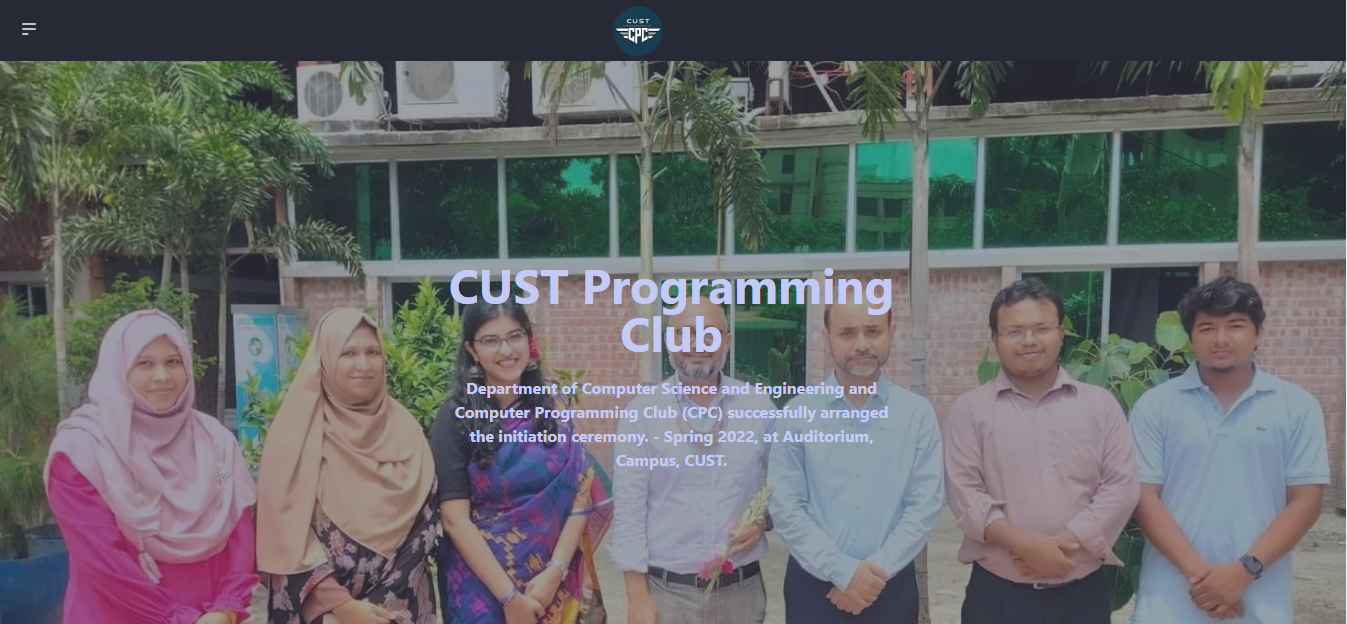 CUST
CPC
CUST Programming
Club
Department of Computer Science and Engineering and
Computer Programming Club (CPC) successfully arranged
the initiation ceremony. - Spring 2022, at Auditorium,
Campus, CUST.